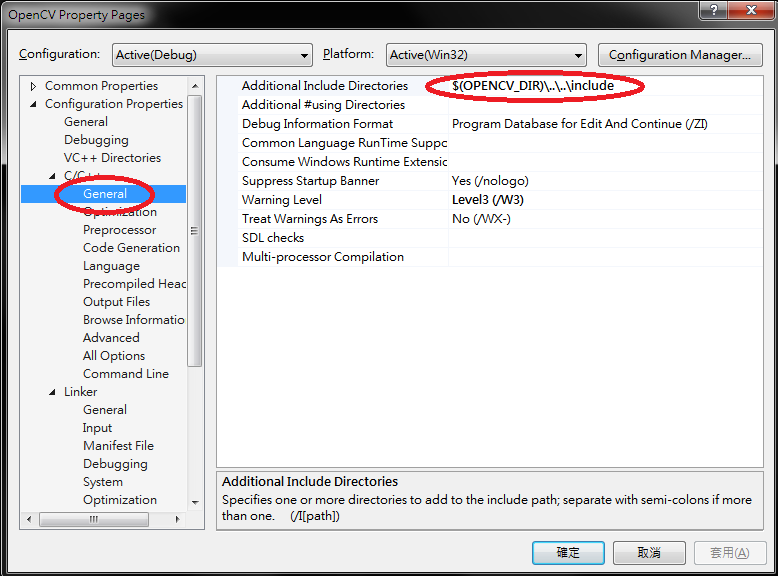 OpenCV Property Pages
Configuration: Active(Debug) Platform: Active(Win32) Configuration Manager...
Common Properties
Configuration Properties
General
Debugging
VC++ Directories
C/C++
General
Optimization
Preprocessor
Code Generation
Language
Precompiled Head
Output Files
Browse Informatio
Advanced
All Options
Command Line
Linker
General
Input
Manifest File
Debugging
System
Optimization
Additional Include Directories $(OPENCV_DIR)\..\..\include
Additional #using Directories
Debug Information Format Program Database for Edit And Continue (/ZI)
Common Language RunTime Suppo
Consume Windows Runtime Extensic
Suppress Startup Banner Yes (/nologo)
Warning Level Level3 (/W3)
Treat Warnings As Errors No (/WX-)
SDL checks
Multi-processor Compilation
Additional Include Directories
Specifies one or more directories to add to the include path; separate with semi-colons if more
than one. (/I[path])
確定 取消 套用(A)